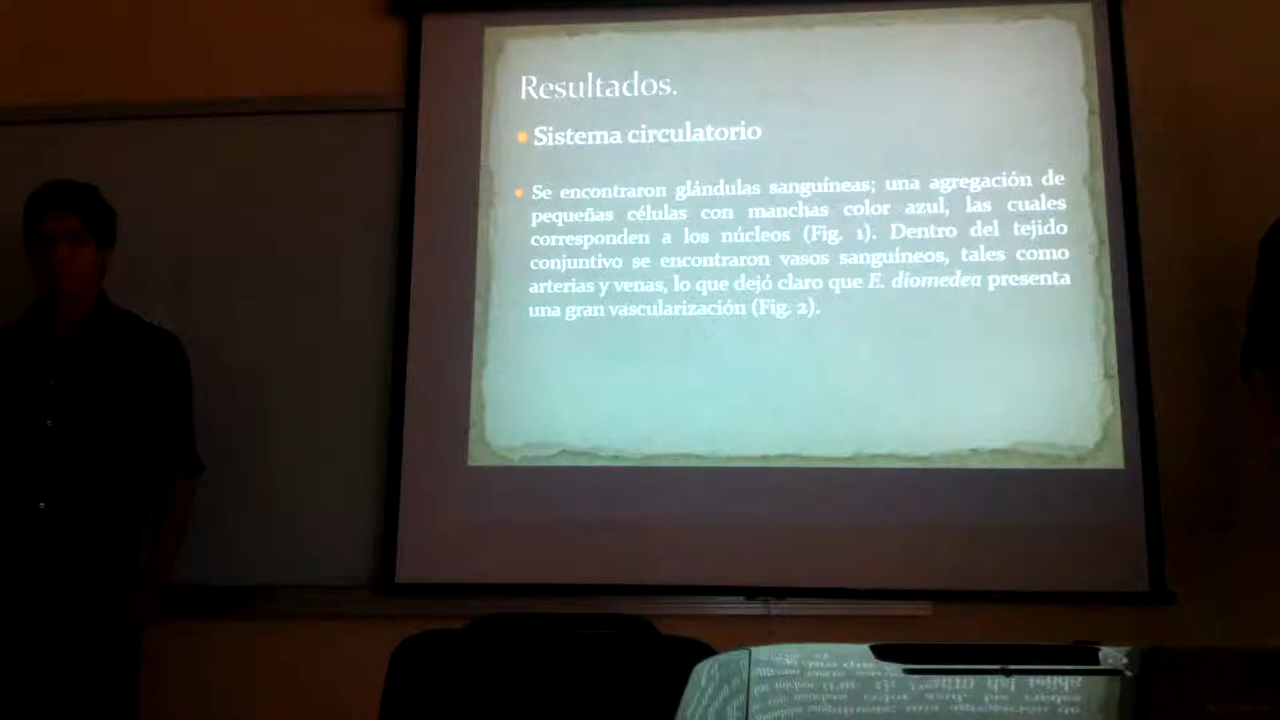 Resultados.
Sistema circulatorio
Se encontraron glándulas sanguíneas; una agregación de
pequeñas células con manchas color azul, las cuales
corresponden a los núcleos (Fig. 1). Dentro del tejido
conjuntivo se encontraron vasos sanguíneos, tales como
arterias y venas, lo que dejó claro que E. diomedea presenta
una gran vascularización (Fig. 2).